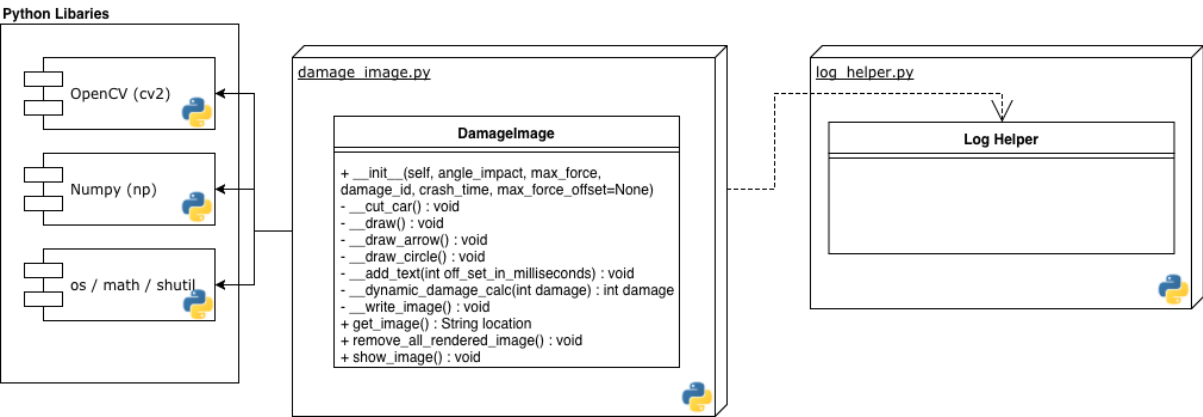 Python Libaries
OpenCV (cv2)
Numpy (np)
os / math / shutil
damage_image.py
DamageImage
+ __init__(self, angle_impact, max_force,
damage_id, crash_time, max_force_offset=None)
- __cut_car() : void
- __draw() : void
- __draw_arrow() : void
- __draw_circle() : void
- __add_text(int off_set_in_milliseconds) : void
- __dynamic_damage_calc(int damage) : int damage
- __write_image() : void
+ get_image() : String location
+ remove_all_rendered_image() : void
+ show_image() : void
log_helper.py
Log Helper